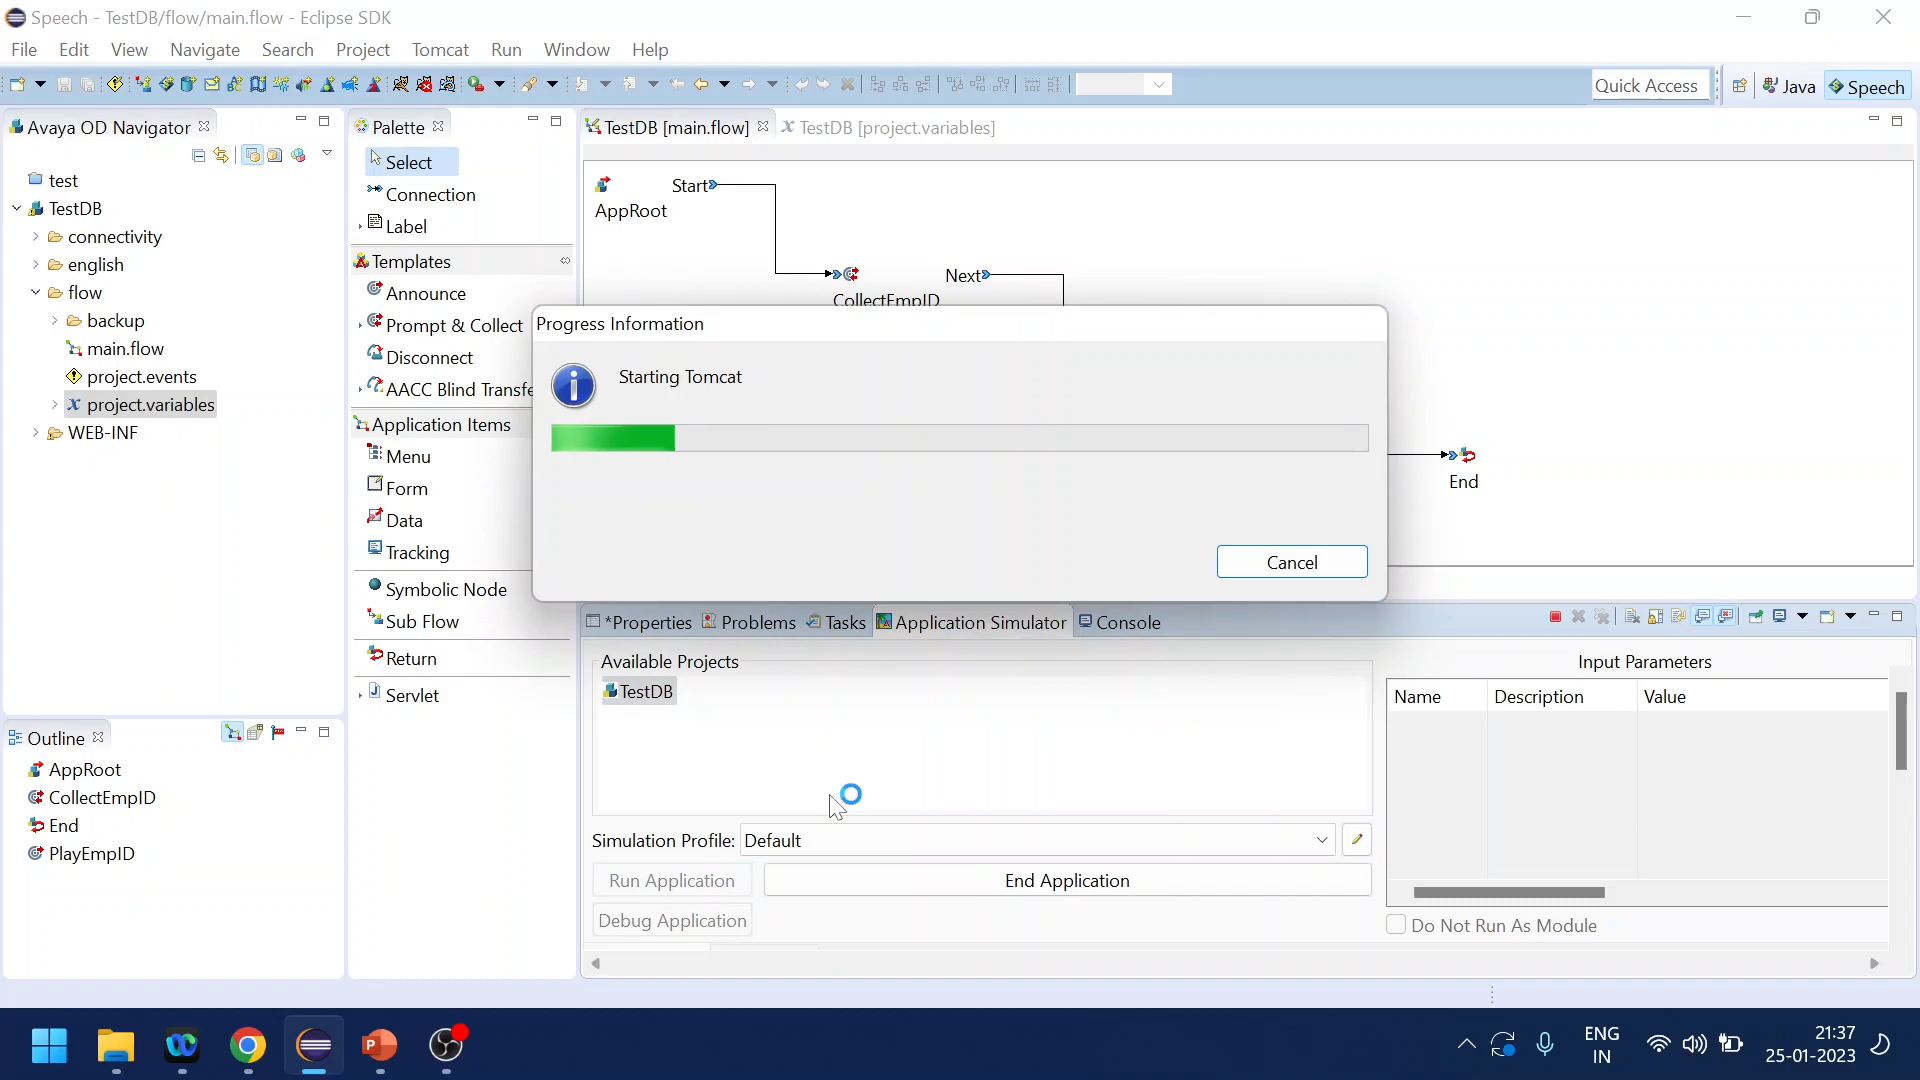 Speech - TestDB/flow/main.flow - Eclipse SDK
File Edit View Navigate Search Project Tomcat Run Window Help
Quick Access Java Speech
Avaya OD Navigator
test
TestDB
connectivity
english
flow
backup
main.flow
project.events
project.variables
WEB-INF
Outline
AppRoot
CollectEmpID
End
PlayEmpID
Palette
Select
Connection
Label
Templates
Announce
Prompt & Collect
Disconnect
AACC Blind Transfe
Application Items
Menu
Form
Data
Tracking
Symbolic Node
Sub Flow
Return
Servlet
TestDB [main.flow] TestDB [project.variables]
Start
AppRoot
Next
CollectEmpID
End
Progress Information
Starting Tomcat
Cancel
*Properties Problems Tasks Application Simulator Console
Available Projects
TestDB
Simulation Profile: Default
Run Application End Application
Debug Application
Input Parameters
Name Description Value
Do Not Run As Module
ENG
IN
21:37
25-01-2023